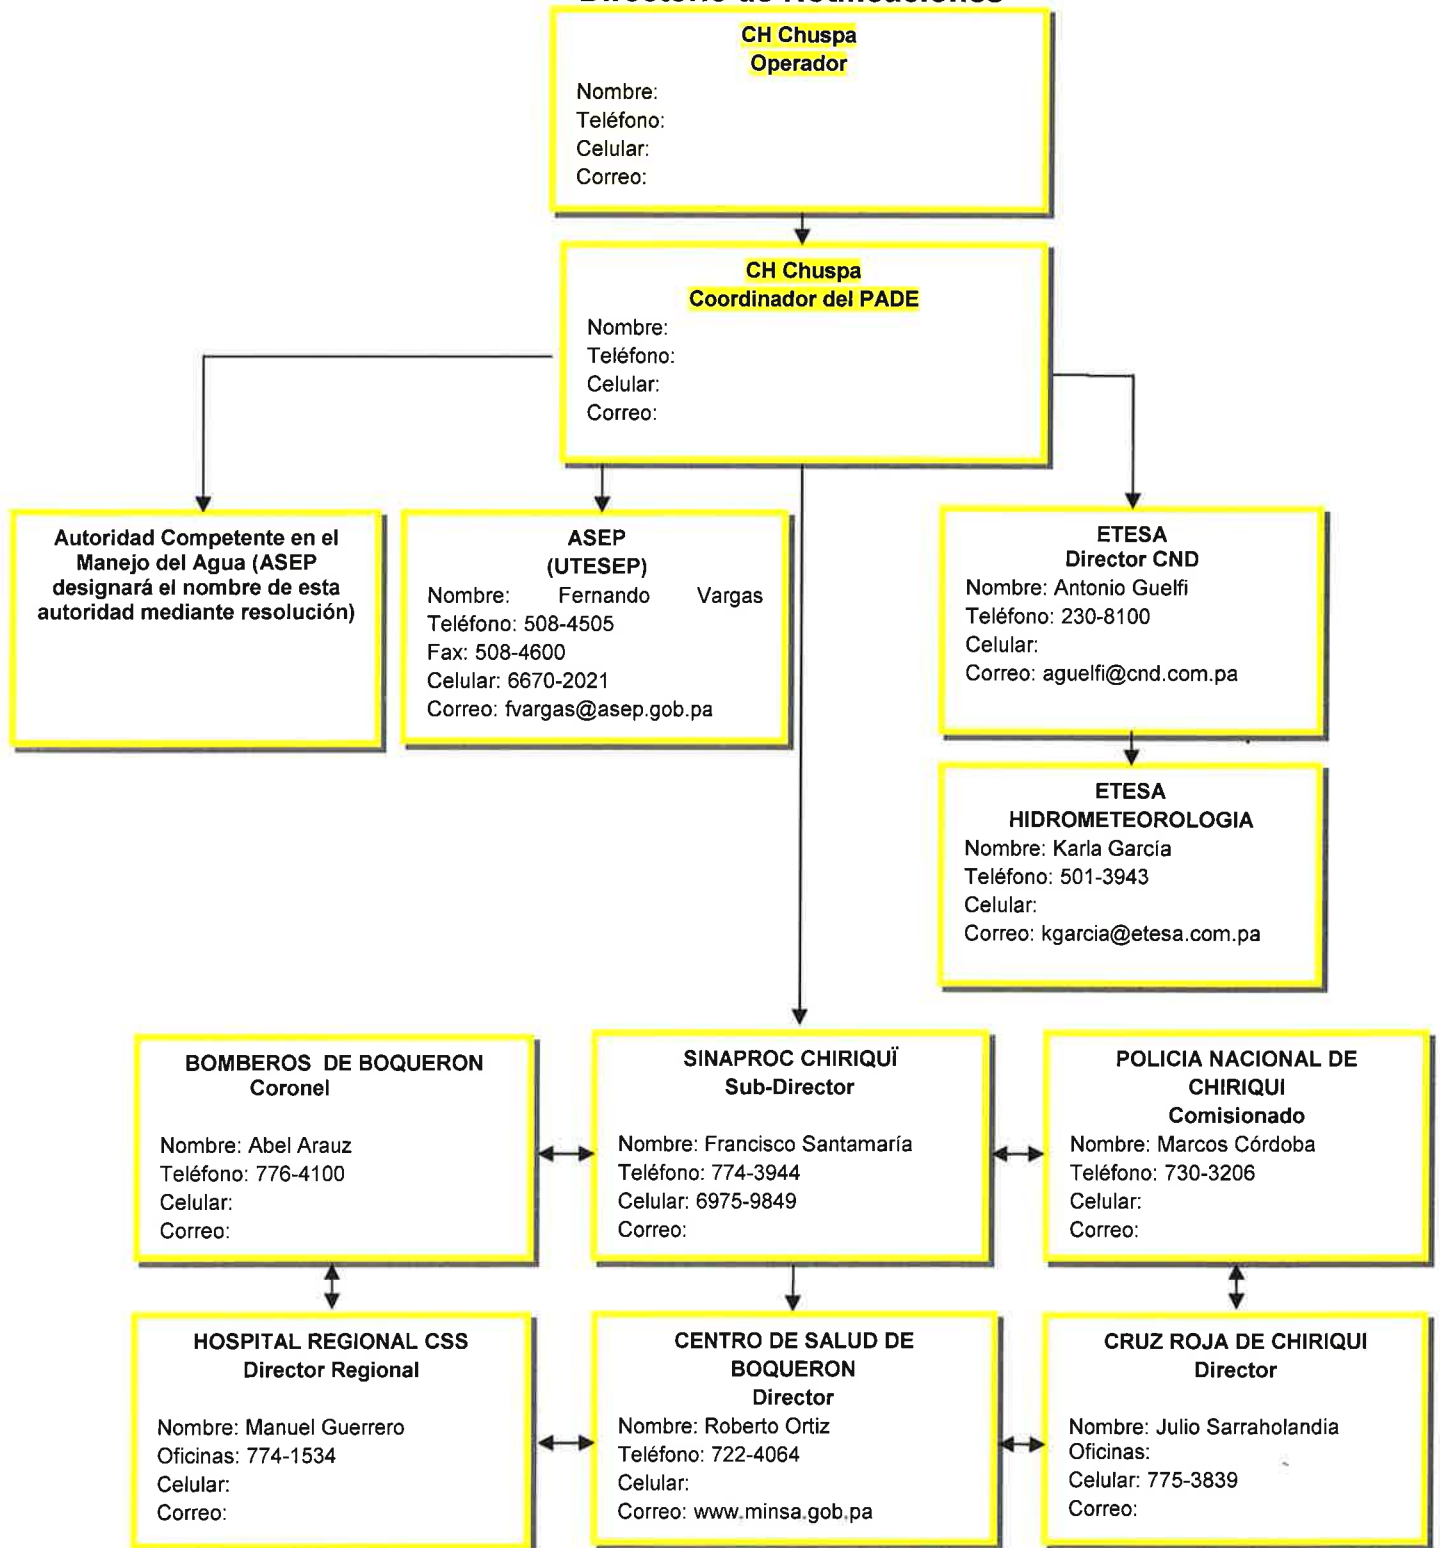 Directorio de Notificaciones
CH Chuspa
Operador
Nombre:
Teléfono:
Celular:
Correo:
CH Chuspa
Coordinador del PADE
Nombre:
Teléfono:
Celular:
Correo:
Autoridad Competente en el
Manejo del Agua (ASEP
designará el nombre de esta
autoridad mediante resolución)
ASEP
(UTESEP)
Nombre: Fernando Vargas
Teléfono: 508-4505
Fax: 508-4600
Celular: 6670-2021
Correo: fvargas@asep.gob.pa
ETESA
Director CND
Nombre: Antonio Guelfi
Teléfono: 230-8100
Celular:
Correo: aguelfi@cnd.com.pa
ETESA
HIDROMETEOROLOGIA
Nombre: Karla García
Teléfono: 501-3943
Celular:
Correo: kgarcia@etesa.com.pa
BOMBEROS DE BOQUERON
Coronel
Nombre: Abel Arauz
Teléfono: 776-4100
Celular:
Correo:
SINAPROC CHIRIQUÏ
Sub-Director
Nombre: Francisco Santamaría
Teléfono: 774-3944
Celular: 6975-9849
Correo:
POLICIA NACIONAL DE
CHIRIQUI
Comisionado
Nombre: Marcos Córdoba
Teléfono: 730-3206
Celular:
Correo:
HOSPITAL REGIONAL CSS
Director Regional
Nombre: Manuel Guerrero
Oficinas: 774-1534
Celular:
Correo:
CENTRO DE SALUD DE
BOQUERON
Director
Nombre: Roberto Ortiz
Teléfono: 722-4064
Celular:
Correo: www.minsa.gob.pa
CRUZ ROJA DE CHIRIQUI
Director
Nombre: Julio Sarraholandia
Oficinas:
Celular: 775-3839
Correo: